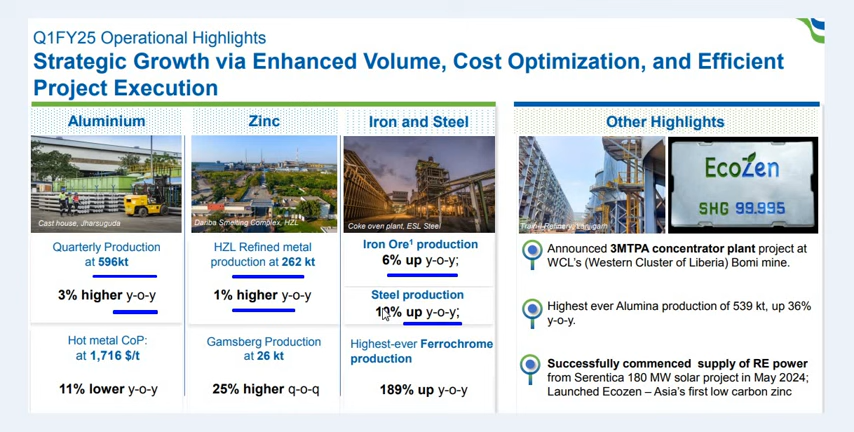 Q1FY25 Operational Highlights
Strategic Growth via Enhanced Volume, Cost Optimization, and Efficient
Project Execution
Aluminium
Cast house, Jharsuguda
Quarterly Production
at 596kt
3% higher y-o-y
Hot metal CoP:
at 1,716 $/t
11% lower y-o-y
Zinc
Dariba Smelting Complex, HZL
HZL Refined metal
production at 262 kt
1% higher y-o-y
Gamsberg Production
at 26 kt
25% higher q-o-q
Iron and Steel
Coke oven plant, ESL Steel
Iron Ore¹ production
6% up y-o-y;
Steel production
up y-o-y;
Highest-ever Ferrochrome
production
189% up y-o-y
Other Highlights
Refinery,
EcoZen
SHG 99.995
Announced 3MTPA concentrator plant project at
WCL's (Western Cluster of Liberia) Bomi mine.
Highest ever Alumina production of 539 kt, up 36%
y-o-y.
Successfully commenced supply of RE power
from Serentica 180 MW solar project in May 2024;
Launched Ecozen – Asia's first low carbon zinc